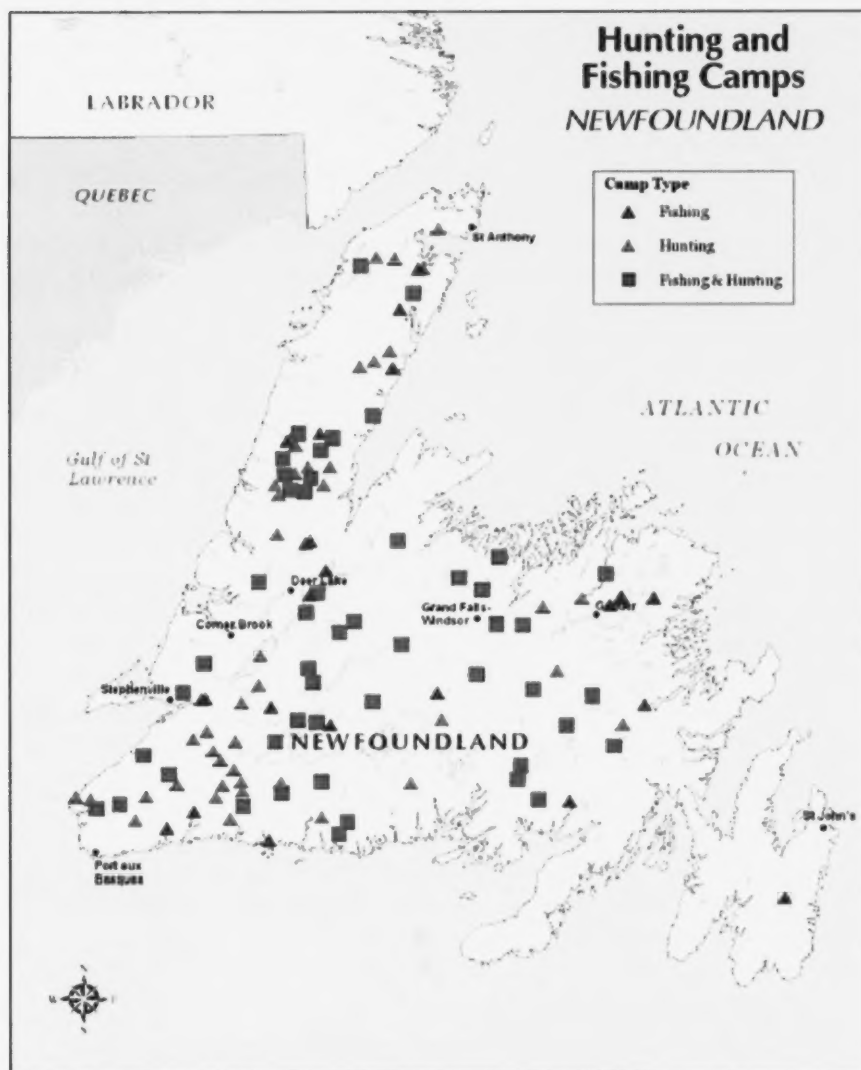 Hunting and
Fishing Camps
NEWFOUNDLAND
LABRADOR
QUEBEC
Camp Type
Fishing
Hunting
Fishing & Hunting
St Anthony
ATLANTIC
OCEAN
Gulf of St
Lawrence
Deer Lake
Grand Falls-
Windsor
Gander
Corner Brook
Stephenville
NEWFOUNDLAND
St John's
Port aux
Basques
N
W
E
S